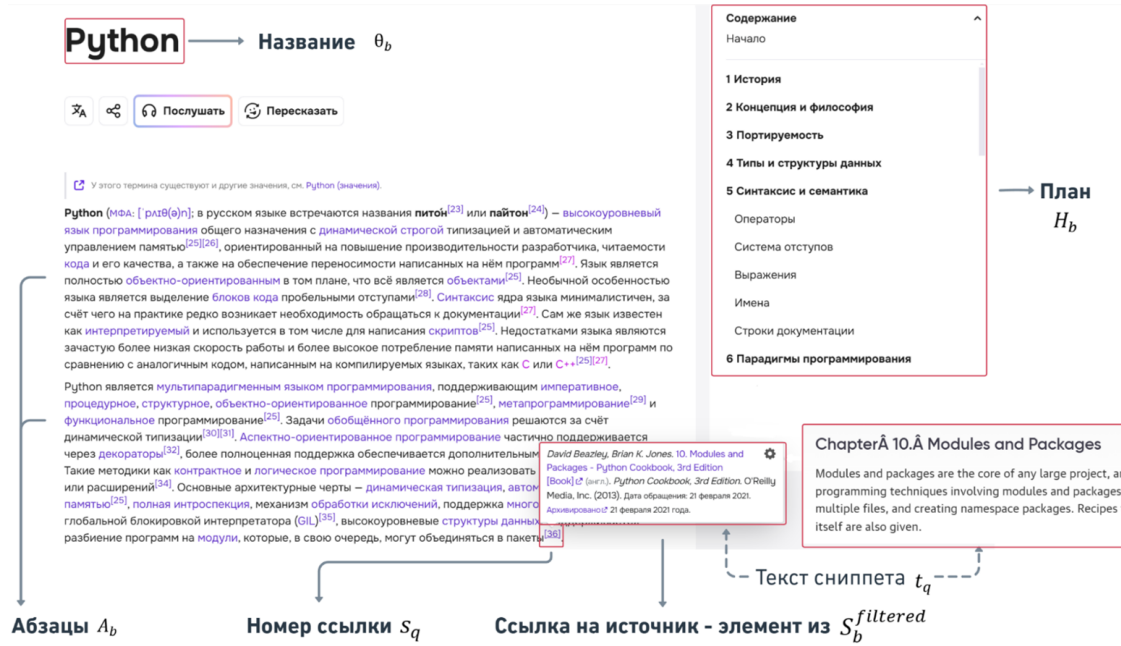 Python
Название θ_b
Послушать
Пересказать
У этого термина существуют и другие значения, см. Python (значения).
Python (МФА: [ˈpʌɪθ(ə)n]; в русском языке встречаются названия пито́н[23] или па́йтон[24]) — высокоуровневый
язык программирования общего назначения с динамической строгой типизацией и автоматическим
управлением памятью[25][26], ориентированный на повышение производительности разработчика, читаемости
кода и его качества, а также на обеспечение переносимости написанных на нём программ[27]. Язык является
полностью объектно-ориентированным в том плане, что всё является объектами[25]. Необычной особенностью
языка является выделение блоков кода пробельными отступами[28]. Синтаксис ядра языка минималистичен, за
счёт чего на практике редко возникает необходимость обращаться к документации[27]. Сам же язык известен
как интерпретируемый и используется в том числе для написания скриптов[25]. Недостатками языка являются
зачастую более низкая скорость работы и более высокое потребление памяти написанных на нём программ по
сравнению с аналогичным кодом, написанным на компилируемых языках, таких как C или C++[25][27].
Python является мультипарадигменным языком программирования, поддерживающим императивное,
процедурное, структурное, объектно-ориентированное программирование[25], метапрограммирование[29] и
функциональное программирование[25]. Задачи обобщённого программирования решаются за счёт
динамической типизации[30][31]. Аспектно-ориентированное программирование частично поддерживается
через декораторы[32], более полноценная поддержка обеспечивается дополнительным
Такие методики как контрактное и логическое программирование можно реализовать
или расширений[34]. Основные архитектурные черты — динамическая типизация, автом
памятью[25], полная интроспекция, механизм обработки исключений, поддержка много
глобальной блокировкой интерпретатора (GIL)[35], высокоуровневые структуры данных
разбиение программ на модули, которые, в свою очередь, могут объединяться в пакеты[36]
Содержание
Начало
1 История
2 Концепция и философия
3 Портируемость
4 Типы и структуры данных
5 Синтаксис и семантика
Операторы
Система отступов
Выражения
Имена
Строки документации
6 Парадигмы программирования
План
H_b
David Beazley, Brian K. Jones. 10. Modules and
Packages - Python Cookbook, 3rd Edition
[Book] (англ.). Python Cookbook, 3rd Edition. O'Reilly
Media, Inc. (2013). Дата обращения: 21 февраля 2021.
Архивировано 21 февраля 2021 года.
ChapterÂ 10.Â Modules and Packages
Modules and packages are the core of any large project, a
programming techniques involving modules and packages
multiple files, and creating namespace packages. Recipes
itself are also given.
Текст сниппета t_q
Абзацы A_b
Номер ссылки s_q
Ссылка на источник - элемент из S_b^filtered